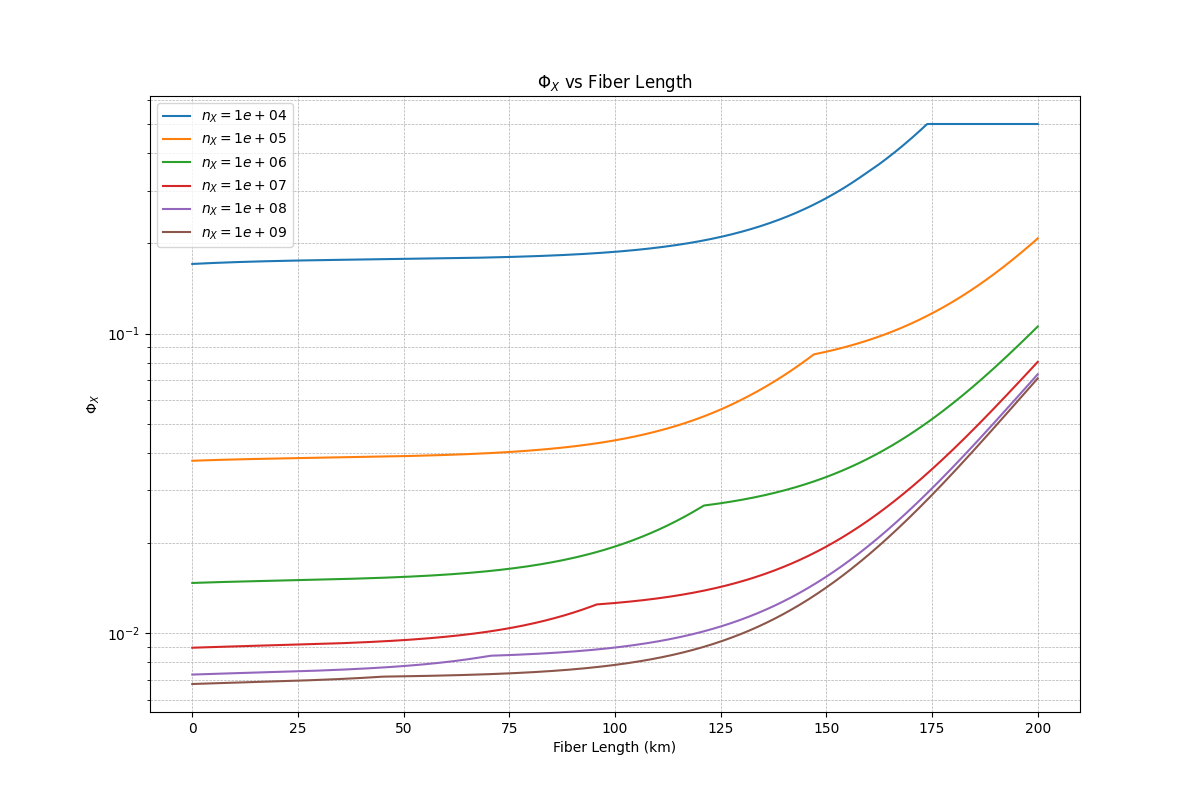 Φ_X vs Fiber Length
n_X = 1e + 04
n_X = 1e + 05
n_X = 1e + 06
n_X = 1e + 07
n_X = 1e + 08
n_X = 1e + 09
Φ_X
10⁻¹
10⁻²
0 25 50 75 100 125 150 175 200
Fiber Length (km)